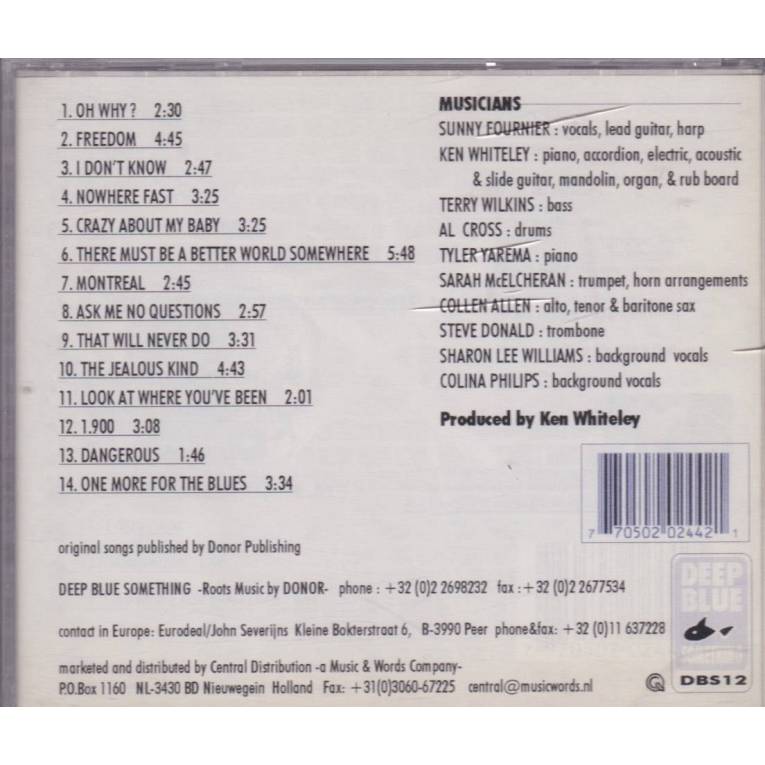 1. OH WHY? 2:30
2. FREEDOM 4:45
3. I DON'T KNOW 2:47
4. NOWHERE FAST 3:25
5. CRAZY ABOUT MY BABY 3:25
6. THERE MUST BE A BETTER WORLD SOMEWHERE 5:48
7. MONTREAL 2:45
8. ASK ME NO QUESTIONS 2:57
9. THAT WILL NEVER DO 3:31
10. THE JEALOUS KIND 4:43
11. LOOK AT WHERE YOU'VE BEEN 2:01
12. 1.900 3:08
13. DANGEROUS 1:46
14. ONE MORE FOR THE BLUES 3:34
MUSICIANS
SUNNY FOURNIER : vocals, lead guitar, harp
KEN WHITELEY : piano, accordion, electric, acoustic
& slide guitar, mandolin, organ, & rub board
TERRY WILKINS : bass
AL CROSS : drums
TYLER YAREMA : piano
SARAH McELCHERAN : trumpet, horn arrangements
COLLEN ALLEN : alto, tenor & baritone sax
STEVE DONALD : trombone
SHARON LEE WILLIAMS : background vocals
COLINA PHILIPS : background vocals
Produced by Ken Whiteley
7 70502 02442 1
original songs published by Donor Publishing
DEEP BLUE SOMETHING -Roots Music by DONOR- phone : +32 (0)2 2698232 fax :+32 (0)2 2677534
contact in Europe: Eurodeal/John Severijns Kleine Bokterstraat 6, B-3990 Peer phone&fax: +32 (0)11 637228
marketed and distributed by Central Distribution -a Music & Words Company-
P.O.Box 1160 NL-3430 BD Nieuwegein Holland Fax: +31(0)3060-67225 central@musicwords.nl
DEEP
BLUE
DBS12